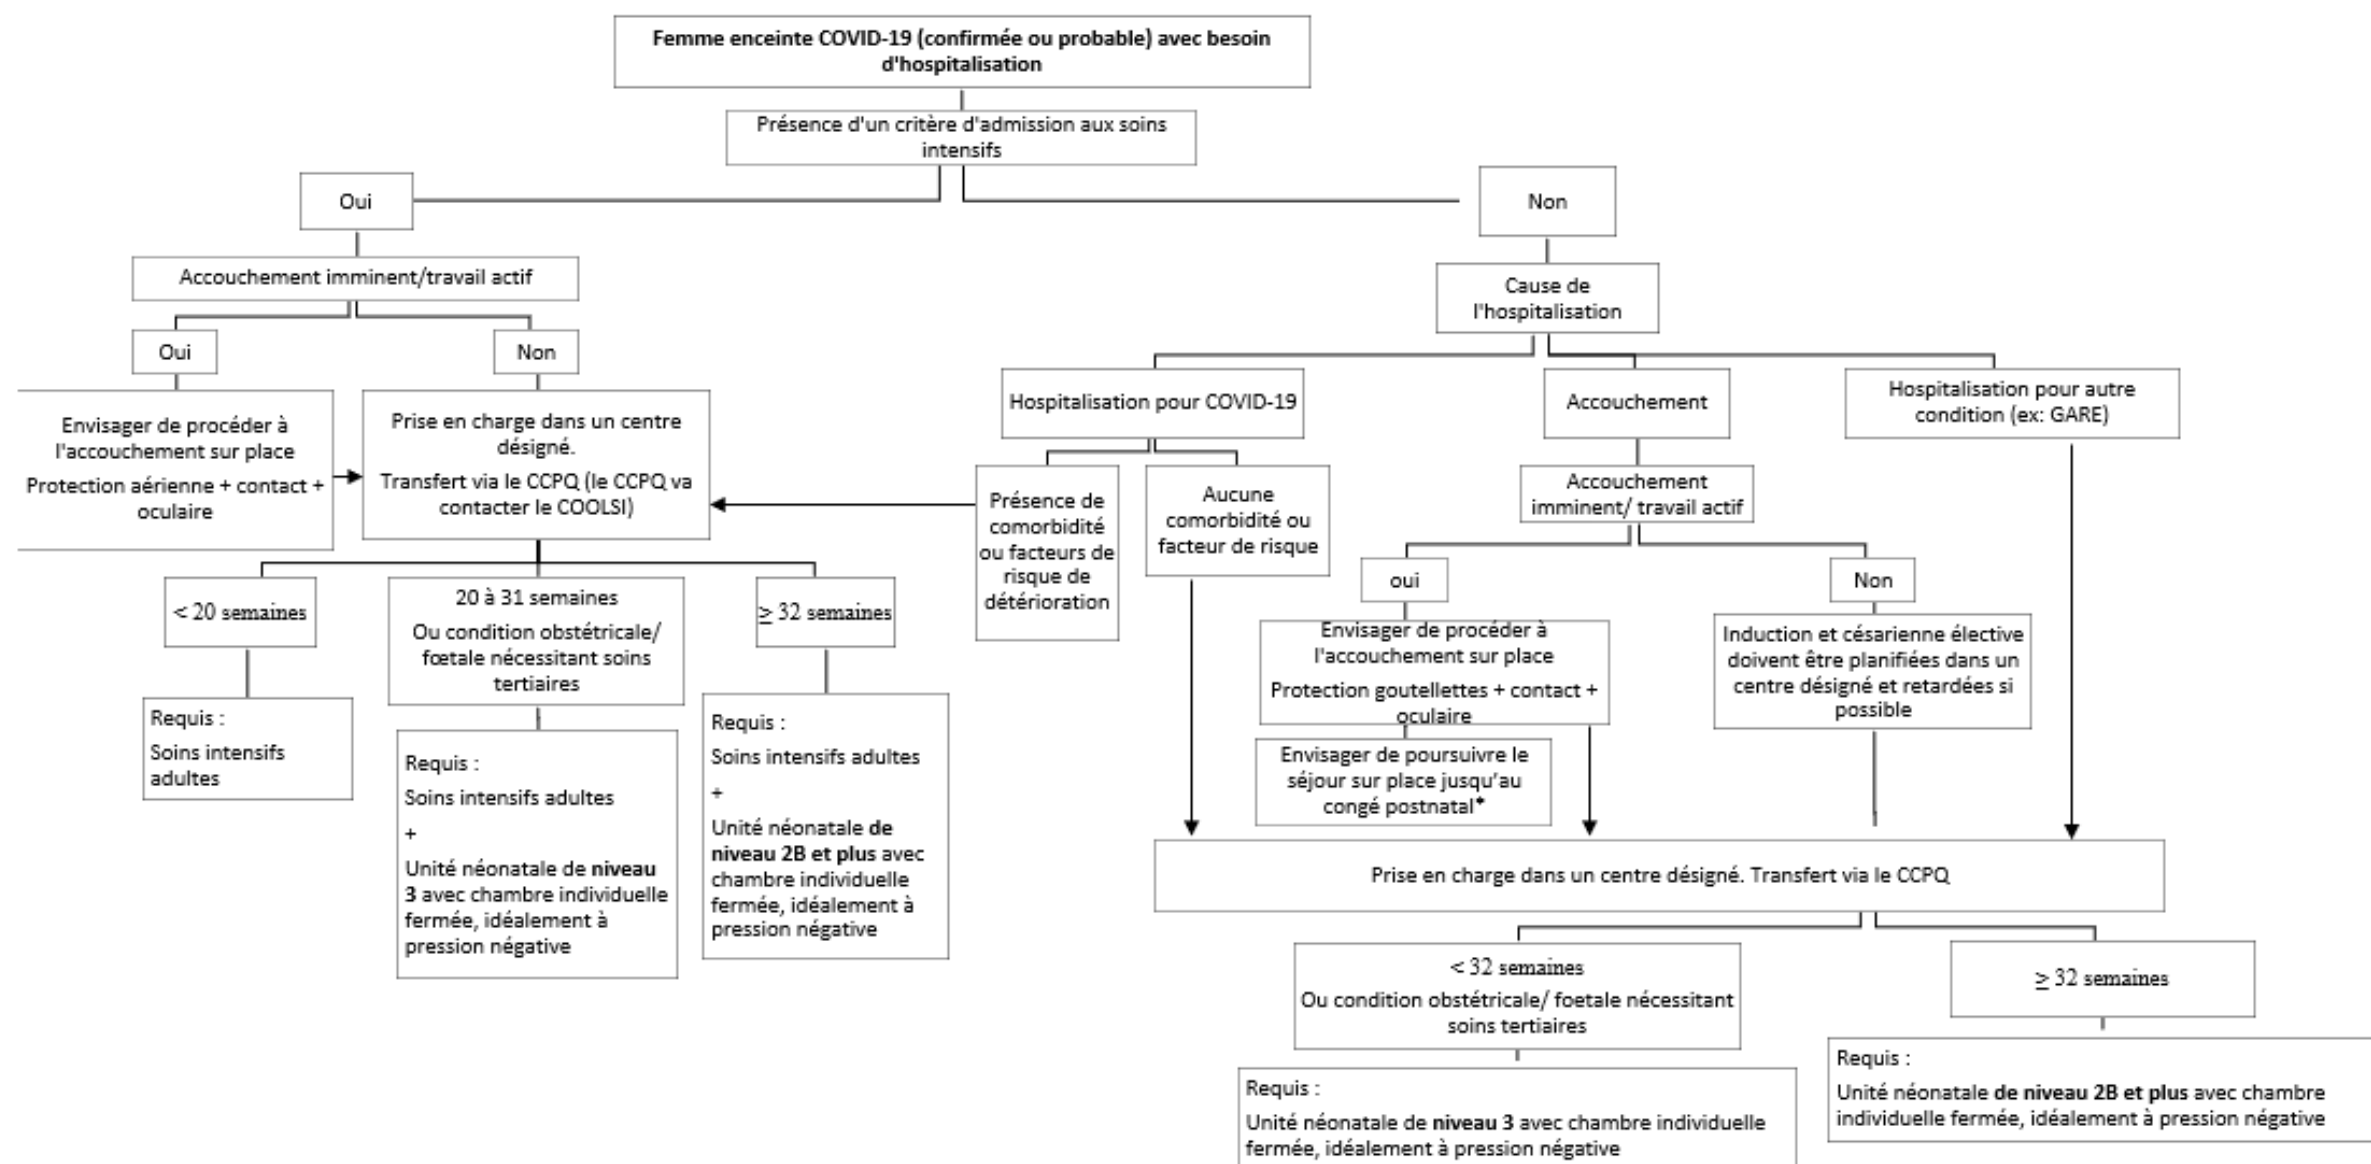 Femme enceinte COVID-19 (confirmée ou probable) avec besoin
d'hospitalisation
Présence d'un critère d'admission aux soins
intensifs
Oui
Non
Accouchement imminent/travail actif
Cause de
l'hospitalisation
Oui
Non
Envisager de procéder à
l'accouchement sur place
Protection aérienne + contact +
oculaire
Prise en charge dans un centre
désigné.
Transfert via le CCPQ (le CCPQ va
contacter le COOLSI)
Hospitalisation pour COVID-19
Accouchement
Hospitalisation pour autre
condition (ex: GARE)
Présence de
comorbidité
ou facteurs de
risque de
détérioration
Aucune
comorbidité ou
facteur de risque
Accouchement
imminent/ travail actif
oui
Non
< 20 semaines
20 à 31 semaines
Ou condition obstétricale/
fœtale nécessitant soins
tertiaires
≥ 32 semaines
Envisager de procéder à
l'accouchement sur place
Protection goutellettes + contact +
oculaire
Induction et césarienne élective
doivent être planifiées dans un
centre désigné et retardées si
possible
Requis :
Soins intensifs
adultes
Requis :
Soins intensifs adultes
+
Unité néonatale de niveau
3 avec chambre individuelle
fermée, idéalement à
pression négative
Requis :
Soins intensifs adultes
+
Unité néonatale de
niveau 2B et plus avec
chambre individuelle
fermée, idéalement à
pression négative
Envisager de poursuivre le
séjour sur place jusqu'au
congé postnatal*
Prise en charge dans un centre désigné. Transfert via le CCPQ
< 32 semaines
Ou condition obstétricale/ foetale nécessitant
soins tertiaires
≥ 32 semaines
Requis :
Unité néonatale de niveau 3 avec chambre individuelle
fermée, idéalement à pression négative
Requis :
Unité néonatale de niveau 2B et plus avec chambre
individuelle fermée, idéalement à pression négative